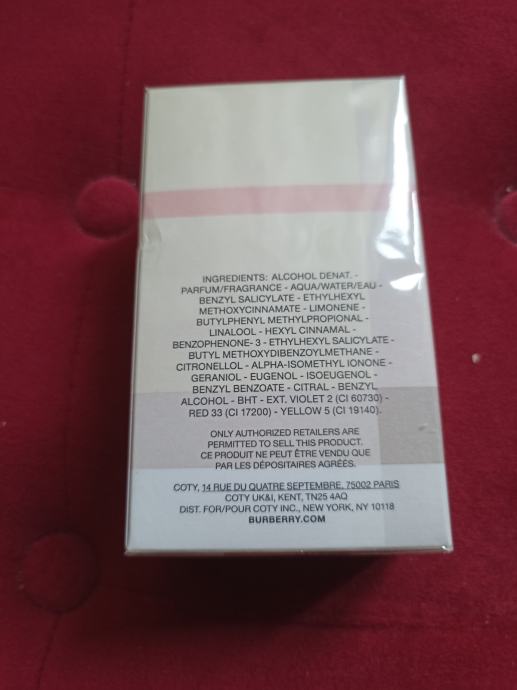 INGREDIENTS: ALCOHOL DENAT. -
PARFUM/FRAGRANCE - AQUA/WATER/EAU -
BENZYL SALICYLATE - ETHYLHEXYL
METHOXYCINNAMATE - LIMONENE -
BUTYLPHENYL METHYLPROPIONAL -
LINALOOL - HEXYL CINNAMAL -
BENZOPHENONE- 3 - ETHYLHEXYL SALICYLATE -
BUTYL METHOXYDIBENZOYLMETHANE -
CITRONELLOL - ALPHA-ISOMETHYL IONONE -
GERANIOL - EUGENOL - ISOEUGENOL -
BENZYL BENZOATE - CITRAL - BENZYL
ALCOHOL - BHT - EXT. VIOLET 2 (CI 60730) -
RED 33 (CI 17200) - YELLOW 5 (CI 19140).
ONLY AUTHORIZED RETAILERS ARE
PERMITTED TO SELL THIS PRODUCT.
CE PRODUIT NE PEUT ÊTRE VENDU QUE
PAR LES DÉPOSITAIRES AGRÉÉS.
COTY, 14 RUE DU QUATRE SEPTEMBRE, 75002 PARIS
COTY UK&I, KENT, TN25 4AQ
DIST. FOR/POUR COTY INC., NEW YORK, NY 10118
BURBERRY.COM